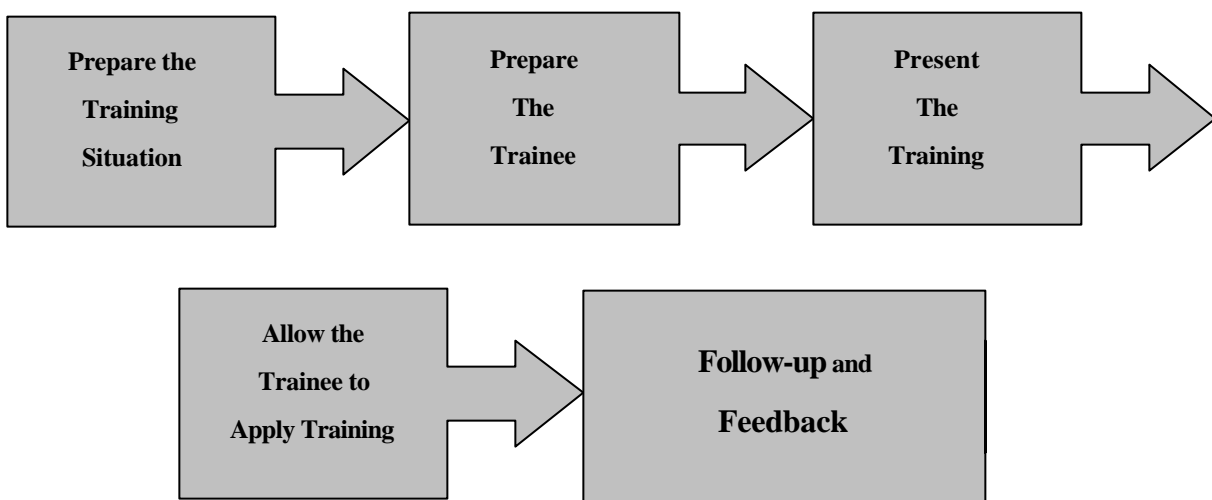 Prepare the
Training
Situation
Prepare
The
Trainee
Present
The
Training
Allow the
Trainee to
Apply Training
Follow-up and
Feedback